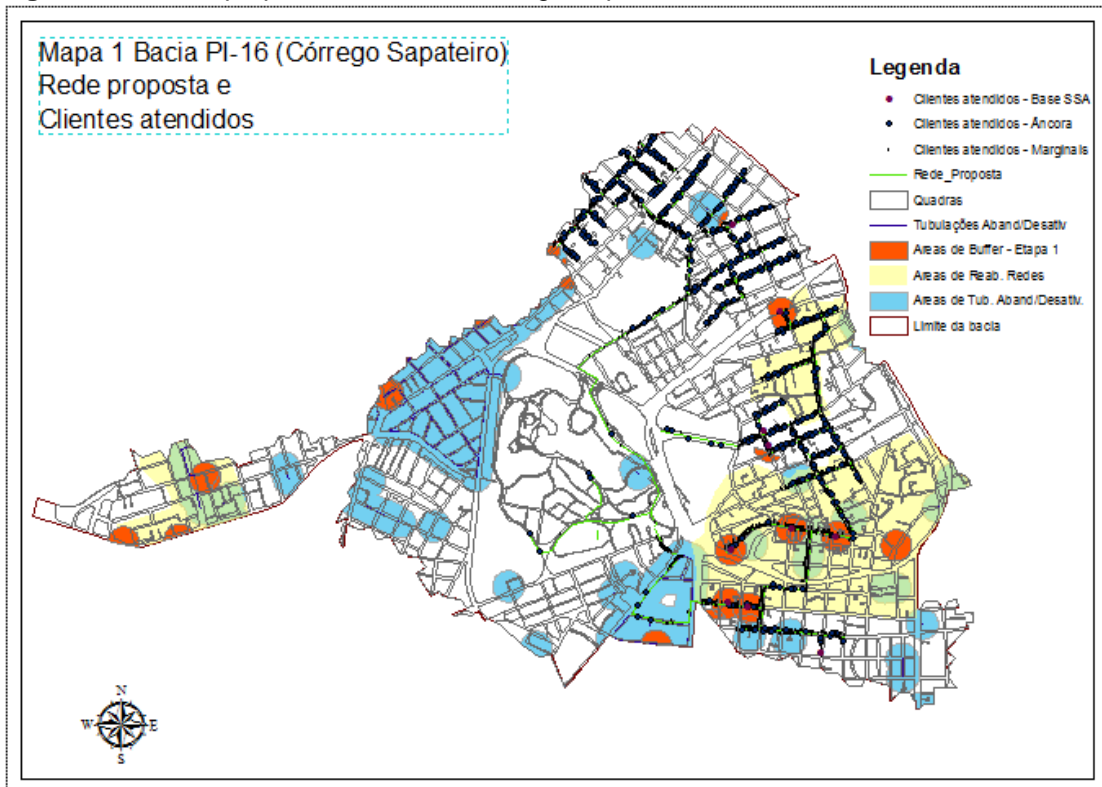 Mapa 1 Bacia PI-16 (Córrego Sapateiro)
Rede proposta e
Clientes atendidos
Legenda
Clientes atendidos - Base SSA
Clientes atendidos - Âncora
Clientes atendidos - Marginais
Rede_Proposta
Quadras
Tubulações Aband/Desativ
Areas de Buffer - Etapa 1
Areas de Reab. Redes
Areas de Tub. Aband/Desativ.
Limite da bacia
N
W E
S